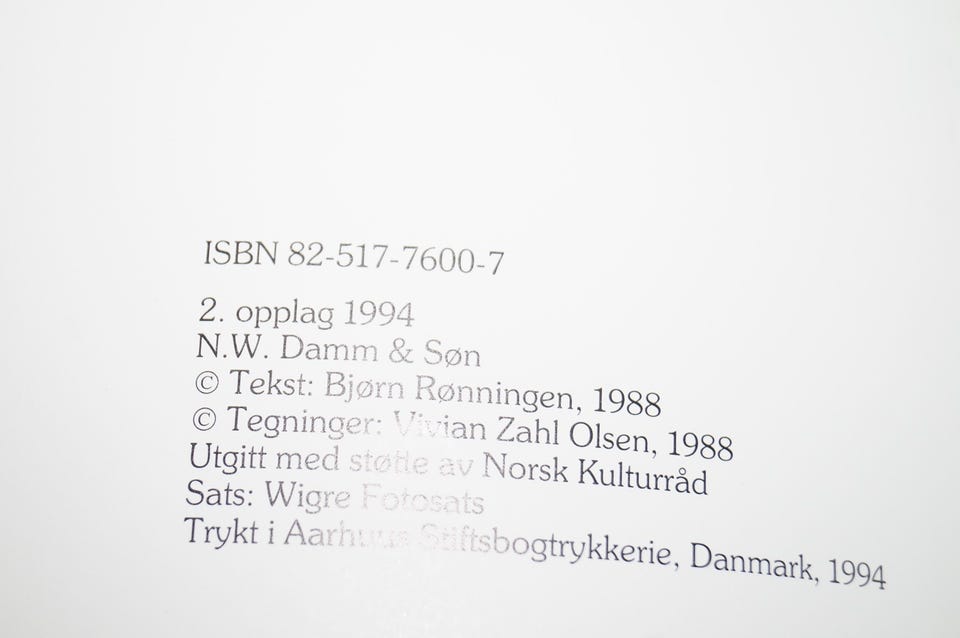 ISBN 82-517-7600-7
2. opplag 1994
N.W. Damm & Søn
© Tekst: Bjørn Rønningen, 1988
© Tegninger: Vivian Zahl Olsen, 1988
Utgitt med støtte av Norsk Kulturråd
Sats: Wigre Fotosats
Trykt i Aarhuus Stiftsbogtrykkerie, Danmark, 1994